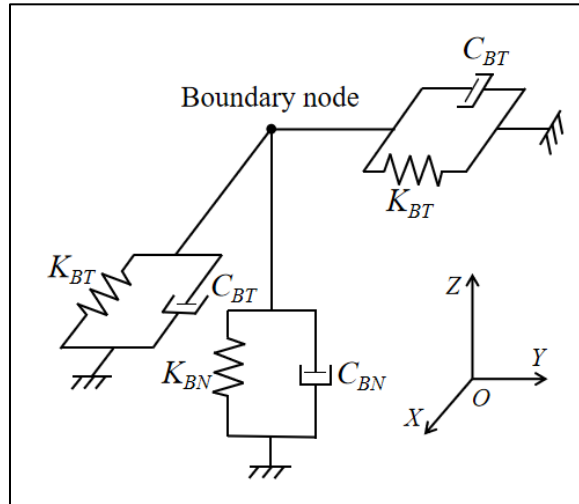 C_BT
Boundary node
K_BT
K_BT
C_BT
Z
K_BN
C_BN
Y
X
O